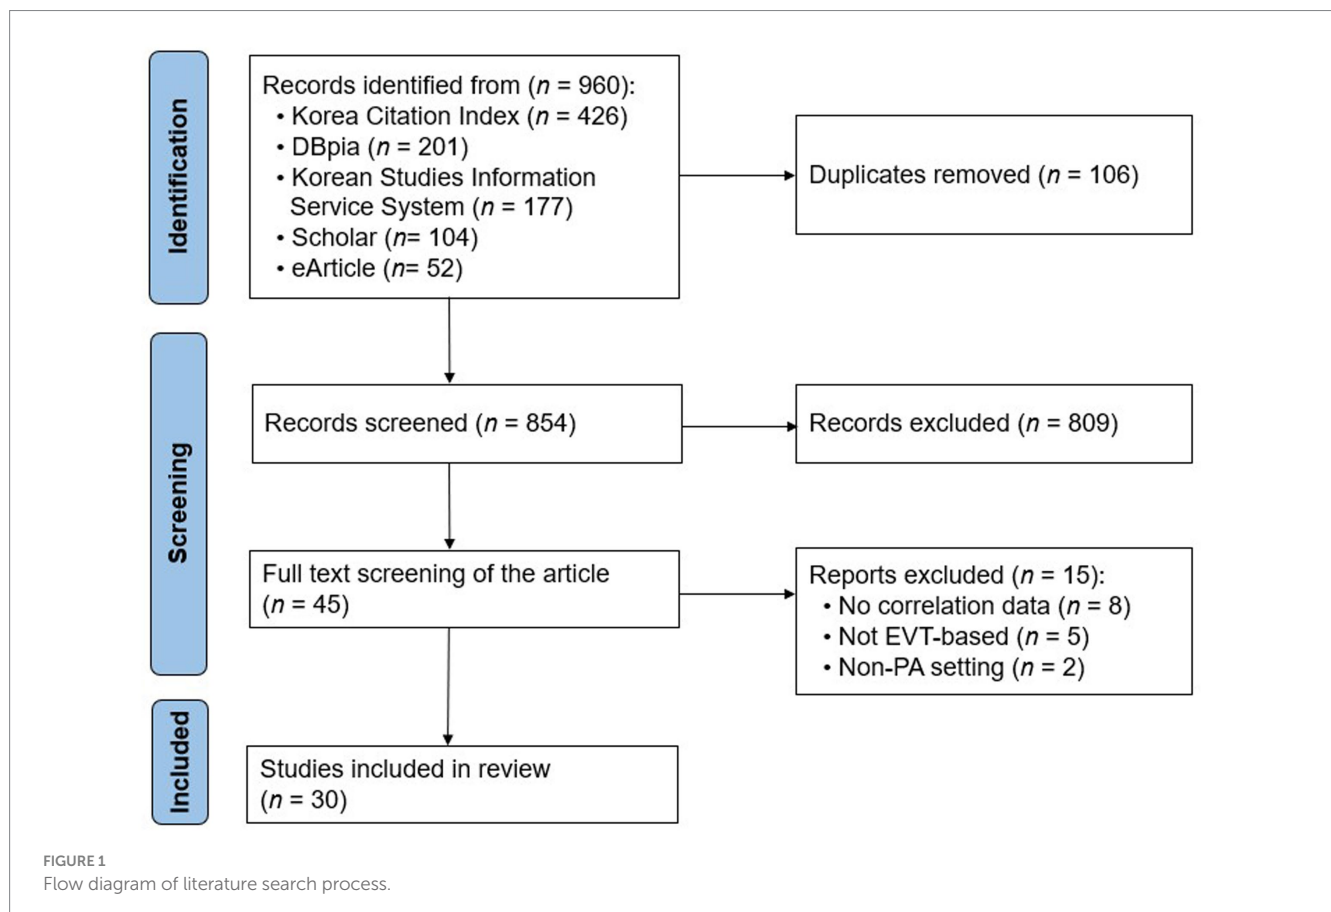 Identification
Records identified from (n = 960):
• Korea Citation Index (n = 426)
• DBpia (n = 201)
• Korean Studies Information
Service System (n = 177)
• Scholar (n= 104)
• eArticle (n= 52)
Duplicates removed (n = 106)
Screening
Records screened (n = 854)
Records excluded (n = 809)
Full text screening of the article
(n = 45)
Reports excluded (n = 15):
• No correlation data (n = 8)
• Not EVT-based (n = 5)
• Non-PA setting (n = 2)
Included
Studies included in review
(n = 30)
FIGURE 1
Flow diagram of literature search process.